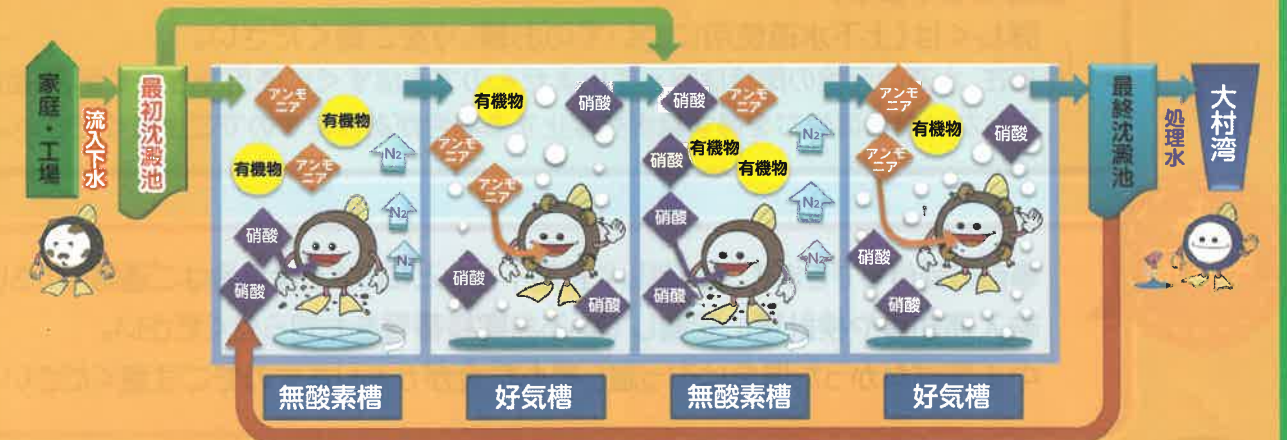 家庭・工場
流入下水
最初沈澱池
アンモニア
有機物
有機物
アンモニア
N₂
N₂
N₂
硝酸
硝酸
有機物
硝酸
アンモニア
アンモニア
硝酸
硝酸
硝酸
アンモニア
硝酸
有機物
有機物
硝酸
硝酸
N₂
N₂
N₂
アンモニア
有機物
硝酸
アンモニア
硝酸
硝酸
最終沈澱池
処理水
大村湾
無酸素槽
好気槽
無酸素槽
好気槽